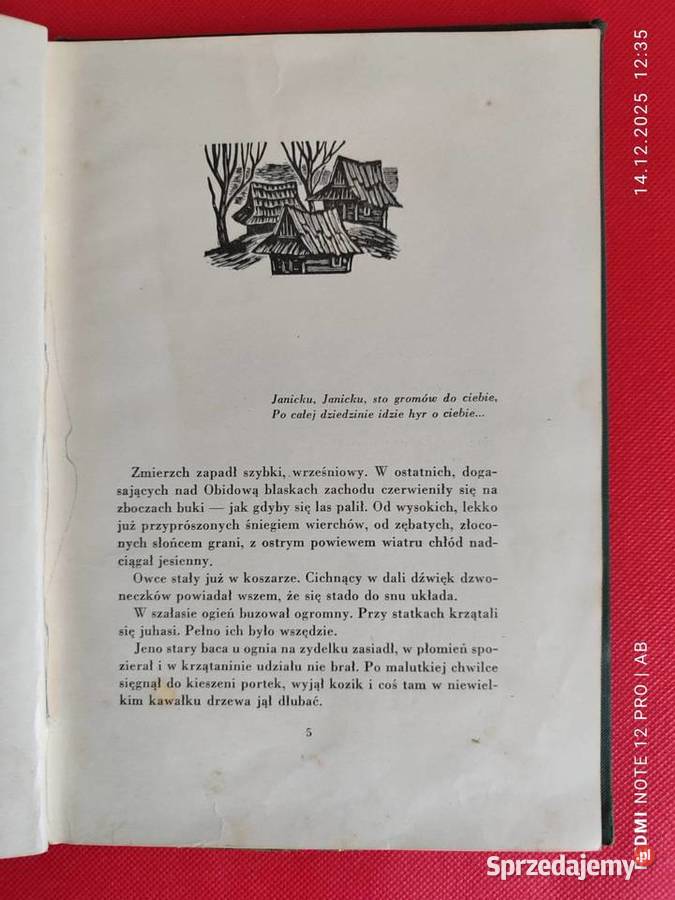 Janicku, Janicku, sto gromów do ciebie,
Po całej dziedzinie idzie hyr o ciebie...
Zmierzch zapadł szybki, wrześniowy. W ostatnich, doga-
sających nad Obidową blaskach zachodu czerwieniły się na
zboczach buki — jak gdyby się las palił. Od wysokich, lekko
już przyprószonych śniegiem wierchów, od zębatych, złoco-
nych słońcem grani, z ostrym powiewem wiatru chłód nad-
ciągał jesienny.
Owce stały już w koszarze. Cichnący w dali dźwięk dzwo-
neczków powiadał wszem, że się stado do snu układa.
W szałasie ogień buzował ogromny. Przy statkach krzątali
się juhasi. Pełno ich było wszędzie.
Jeno stary baca u ognia na zydelku zasiadł, w płomień spo-
zierał i w krzątaninie udziału nie brał. Po malutkiej chwilce
sięgnął do kieszeni portek, wyjął kozik i coś tam w niewiel-
kim kawałku drzewa jął dłubać.
5
14.12.2025 12:35
DMI NOTE 12 PRO | AB
Sprzedajemy
.pl